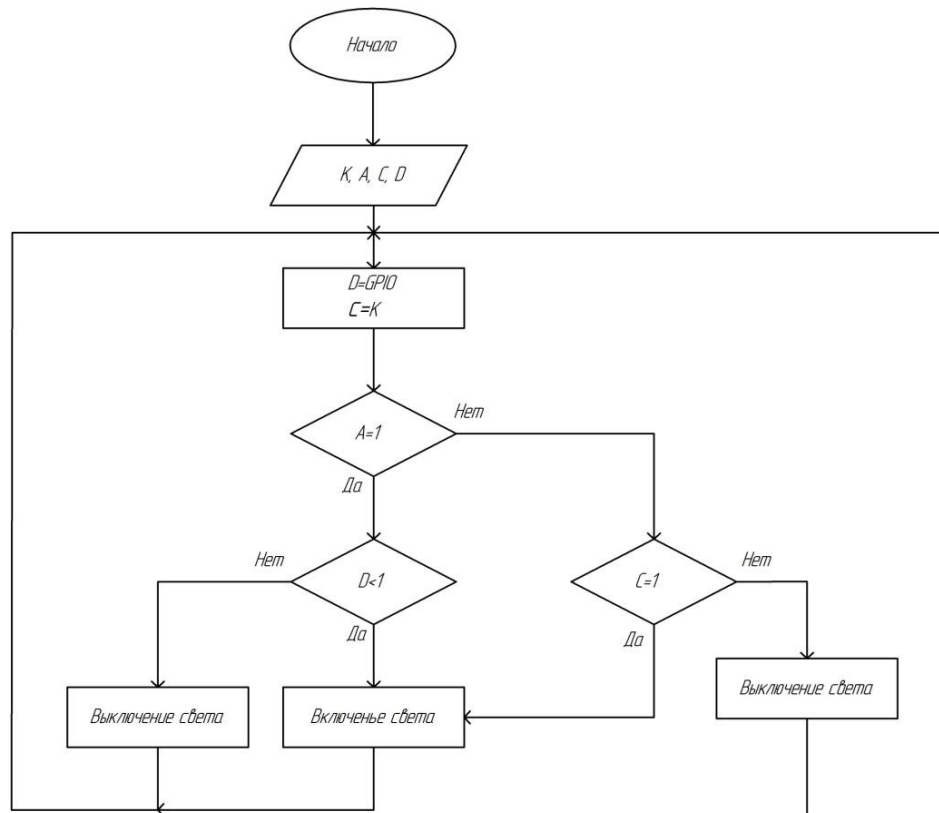 Начало
K, A, C, D
D=GPIO
C=K
A=1
Нет
Да
Нет
D<1
C=1
Нет
Да
Да
Выключение света
Включенье света
Выключение света